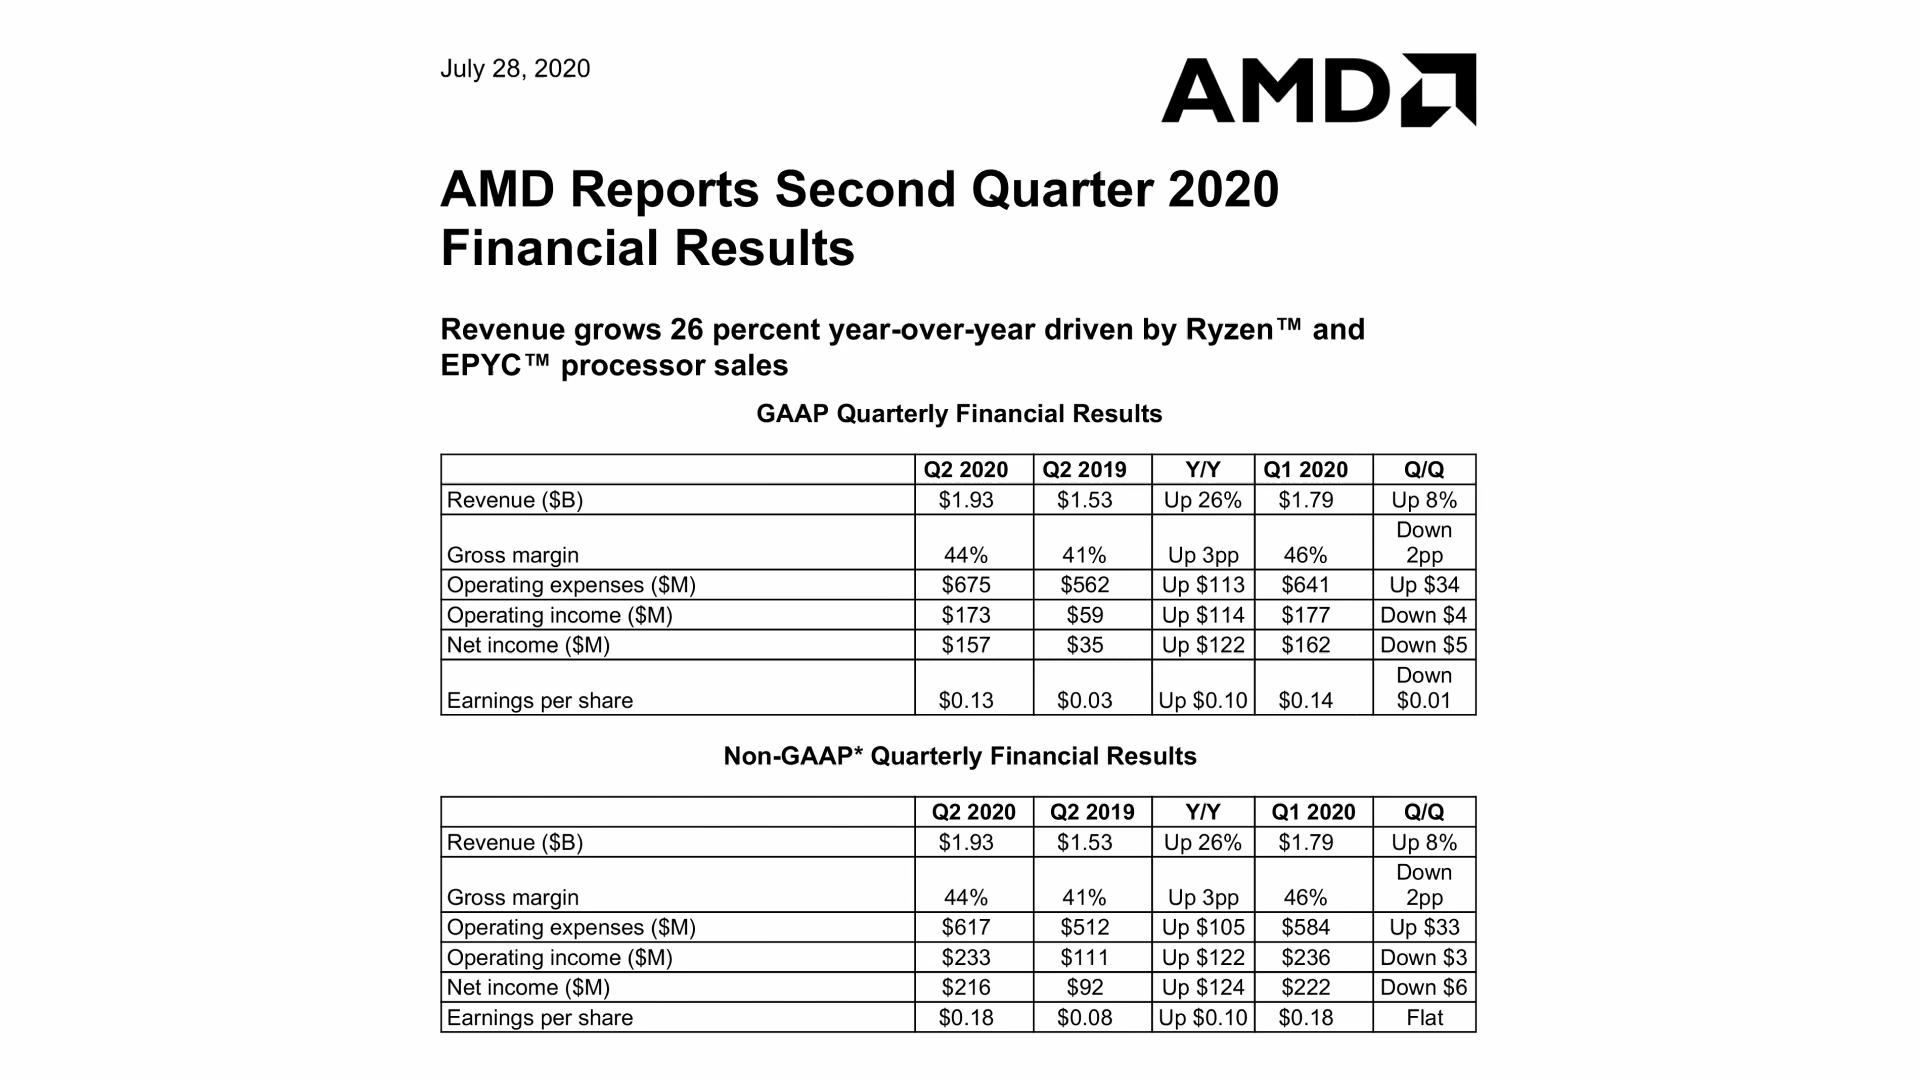 July 28, 2020
AMD
AMD Reports Second Quarter 2020
Financial Results
Revenue grows 26 percent year-over-year driven by Ryzen™ and
EPYC™ processor sales
GAAP Quarterly Financial Results
Q2 2020 Q2 2019 Y/Y Q1 2020 Q/Q
Revenue ($B) $1.93 $1.53 Up 26% $1.79 Up 8%
Gross margin 44% 41% Up 3pp 46% Down 2pp
Operating expenses ($M) $675 $562 Up $113 $641 Up $34
Operating income ($M) $173 $59 Up $114 $177 Down $4
Net income ($M) $157 $35 Up $122 $162 Down $5
Earnings per share $0.13 $0.03 Up $0.10 $0.14 Down $0.01
Non-GAAP* Quarterly Financial Results
Q2 2020 Q2 2019 Y/Y Q1 2020 Q/Q
Revenue ($B) $1.93 $1.53 Up 26% $1.79 Up 8%
Gross margin 44% 41% Up 3pp 46% Down 2pp
Operating expenses ($M) $617 $512 Up $105 $584 Up $33
Operating income ($M) $233 $111 Up $122 $236 Down $3
Net income ($M) $216 $92 Up $124 $222 Down $6
Earnings per share $0.18 $0.08 Up $0.10 $0.18 Flat